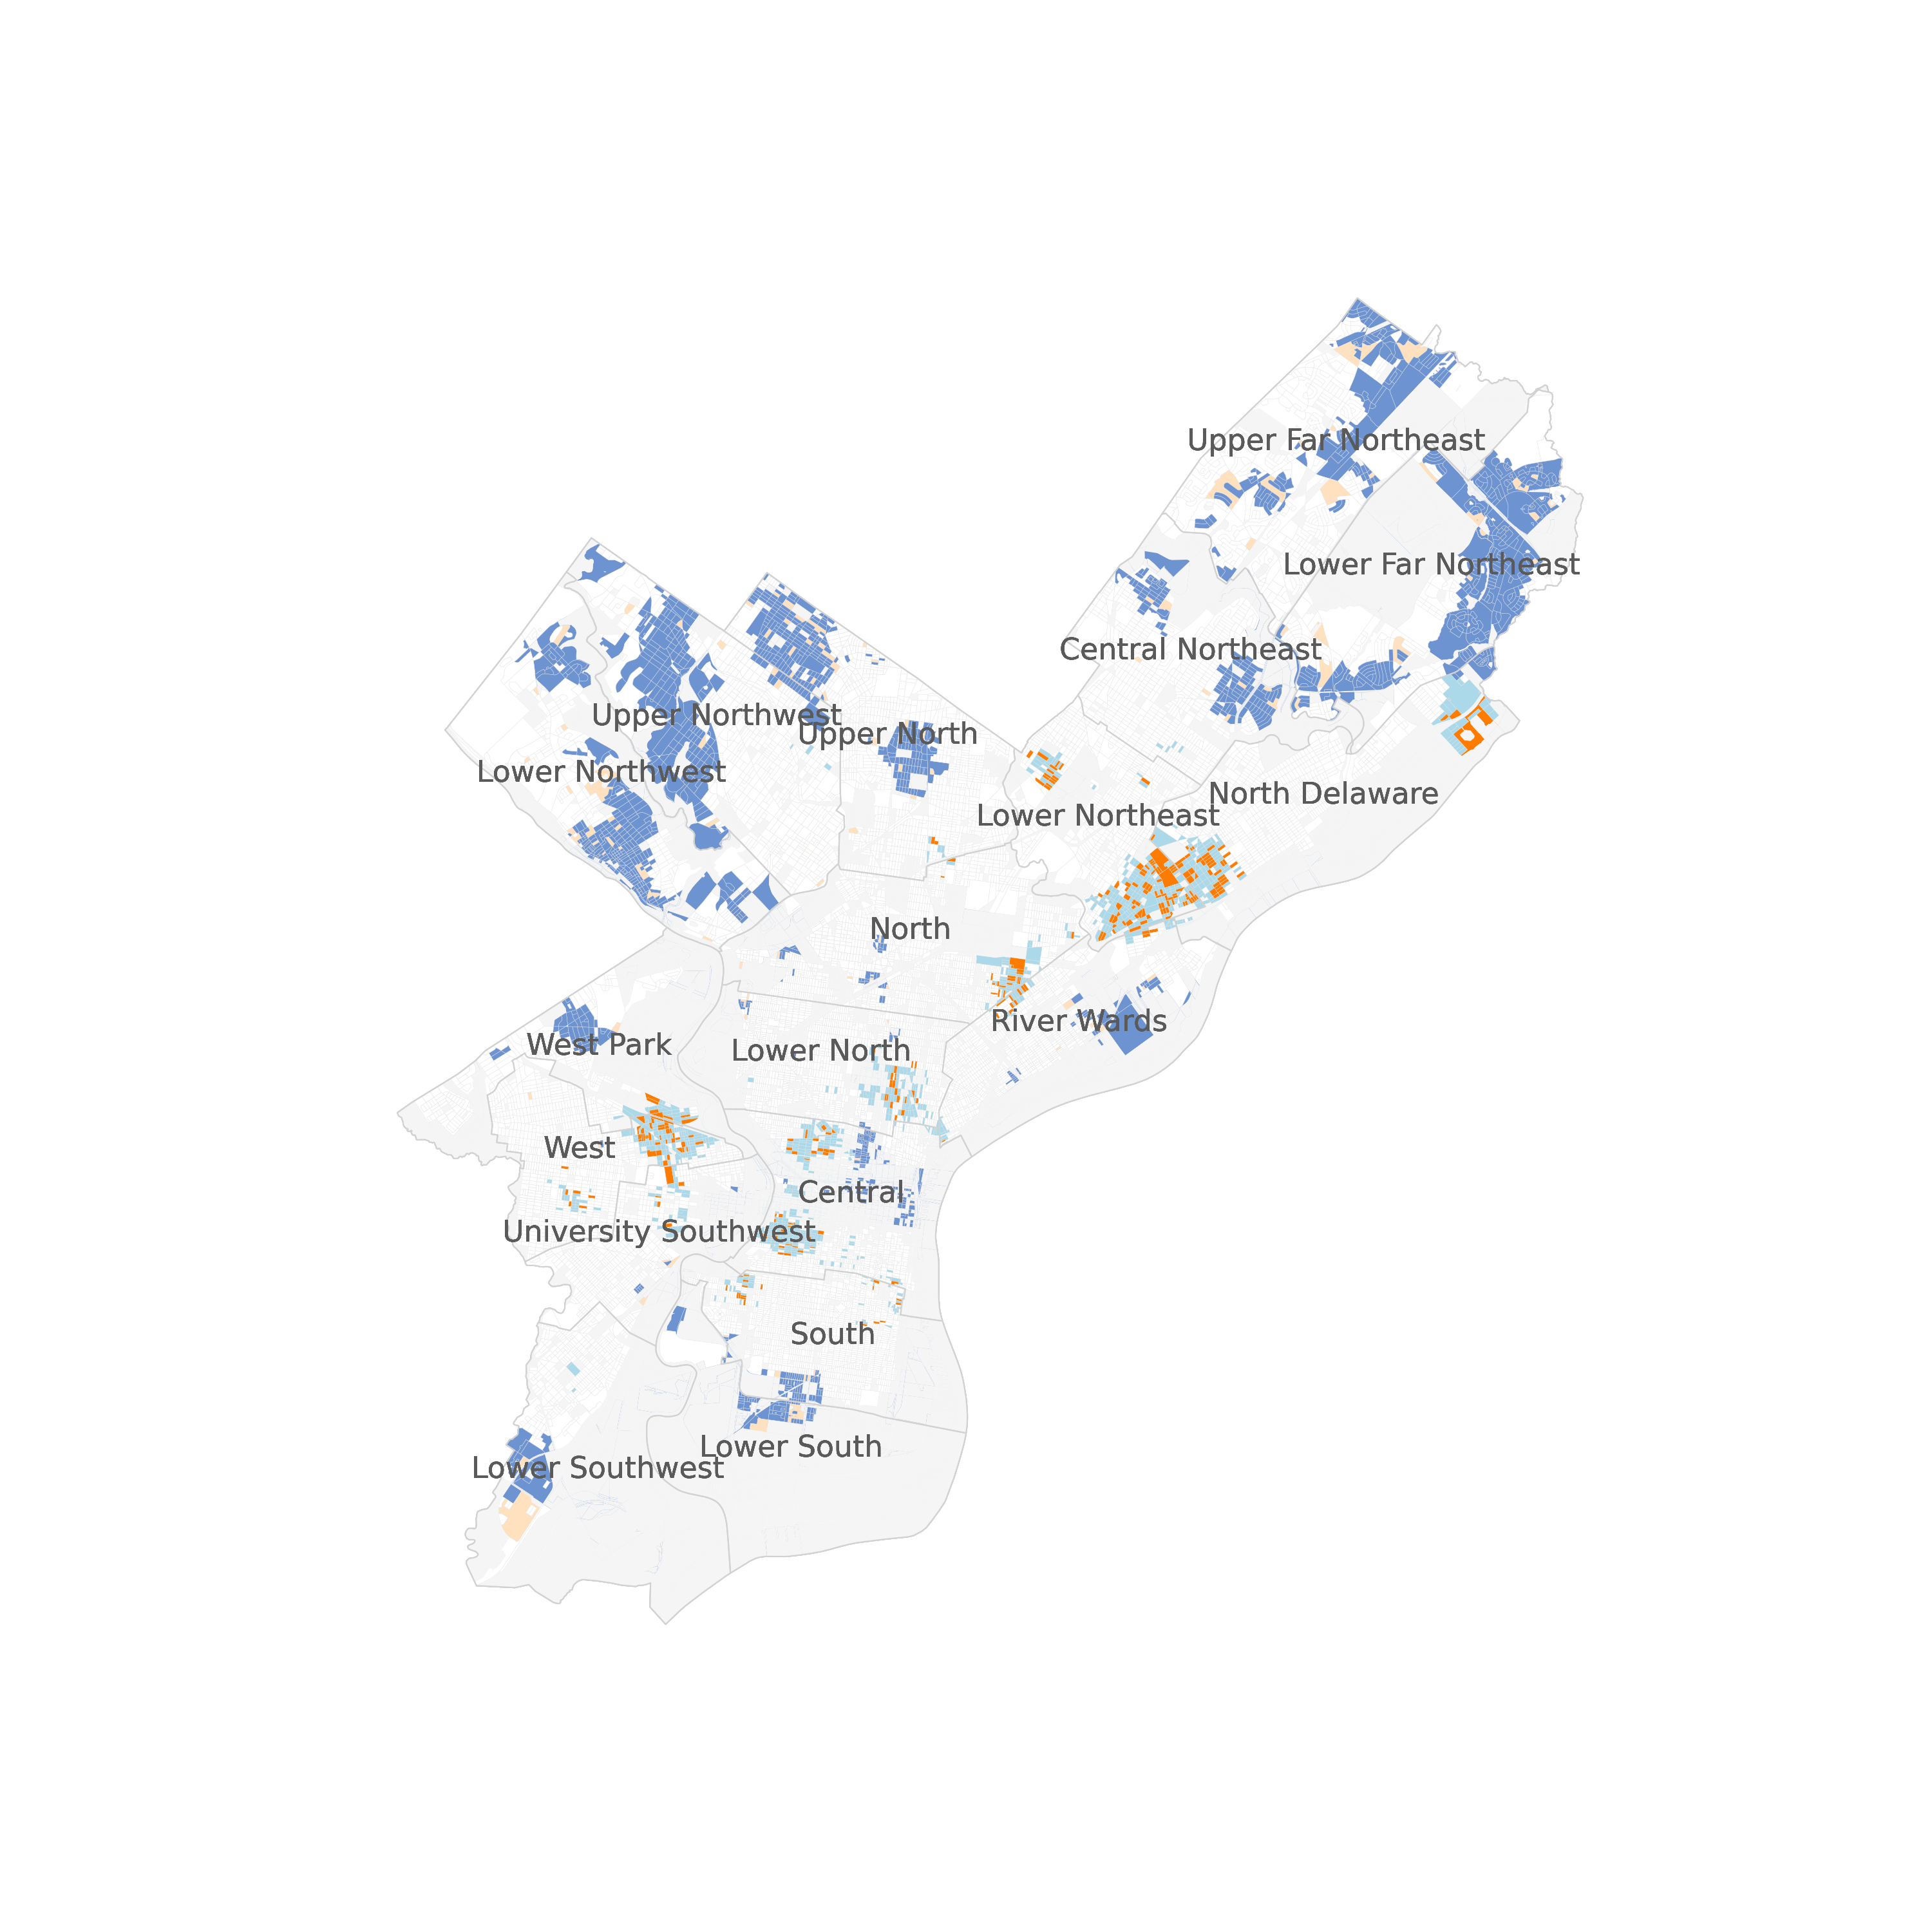 Upper Far Northeast
Lower Far Northeast
Central Northeast
Upper Northwest
Upper North
Lower Northwest
North Delaware
Lower Northeast
North
River Wards
West Park
Lower North
West
Central
University Southwest
South
Lower South
Lower Southwest